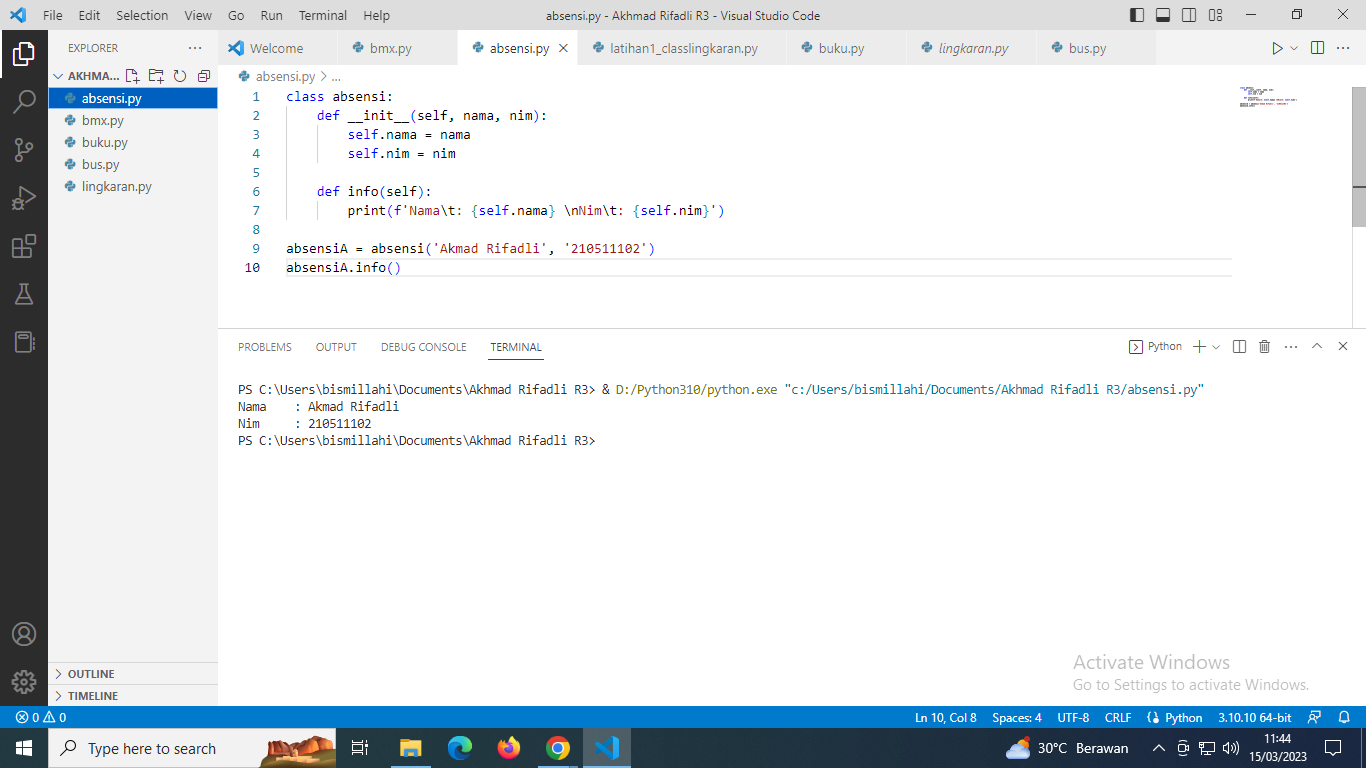 File Edit Selection View Go Run Terminal Help absensi.py - Akhmad Rifadli R3 - Visual Studio Code
EXPLORER ···
Welcome bmx.py absensi.py latihan1_classlingkaran.py buku.py lingkaran.py bus.py
AKHMA...
absensi.py
bmx.py
buku.py
bus.py
lingkaran.py
OUTLINE
TIMELINE
absensi.py > ...
1 class absensi:
2     def __init__(self, nama, nim):
3         self.nama = nama
4         self.nim = nim
5
6     def info(self):
7         print(f'Nama\t: {self.nama} \nNim\t: {self.nim}')
8
9 absensiA = absensi('Akmad Rifadli', '210511102')
10 absensiA.info()
PROBLEMS OUTPUT DEBUG CONSOLE TERMINAL Python
PS C:\Users\bismillahi\Documents\Akhmad Rifadli R3> & D:/Python310/python.exe "c:/Users/bismillahi/Documents/Akhmad Rifadli R3/absensi.py"
Nama    : Akmad Rifadli
Nim     : 210511102
PS C:\Users\bismillahi\Documents\Akhmad Rifadli R3>
Activate Windows
Go to Settings to activate Windows.
0 0 Ln 10, Col 8 Spaces: 4 UTF-8 CRLF Python 3.10.10 64-bit
Type here to search 30°C Berawan 11:44
15/03/2023